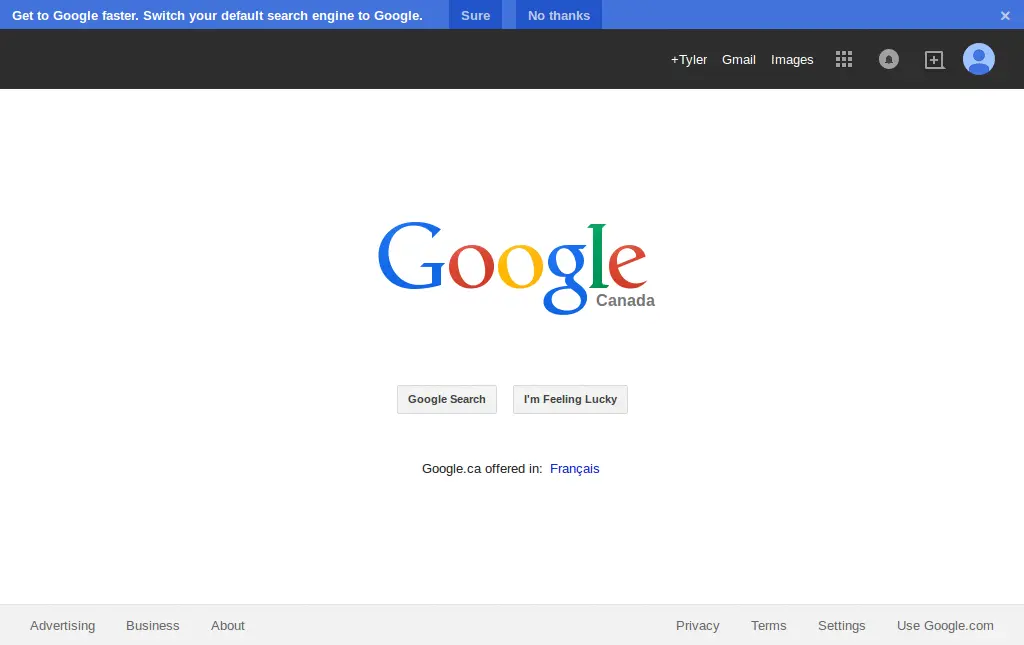 Get to Google faster. Switch your default search engine to Google. Sure No thanks ×
+Tyler Gmail Images
Google
Canada
Google Search I'm Feeling Lucky
Google.ca offered in: Français
Advertising Business About Privacy Terms Settings Use Google.com